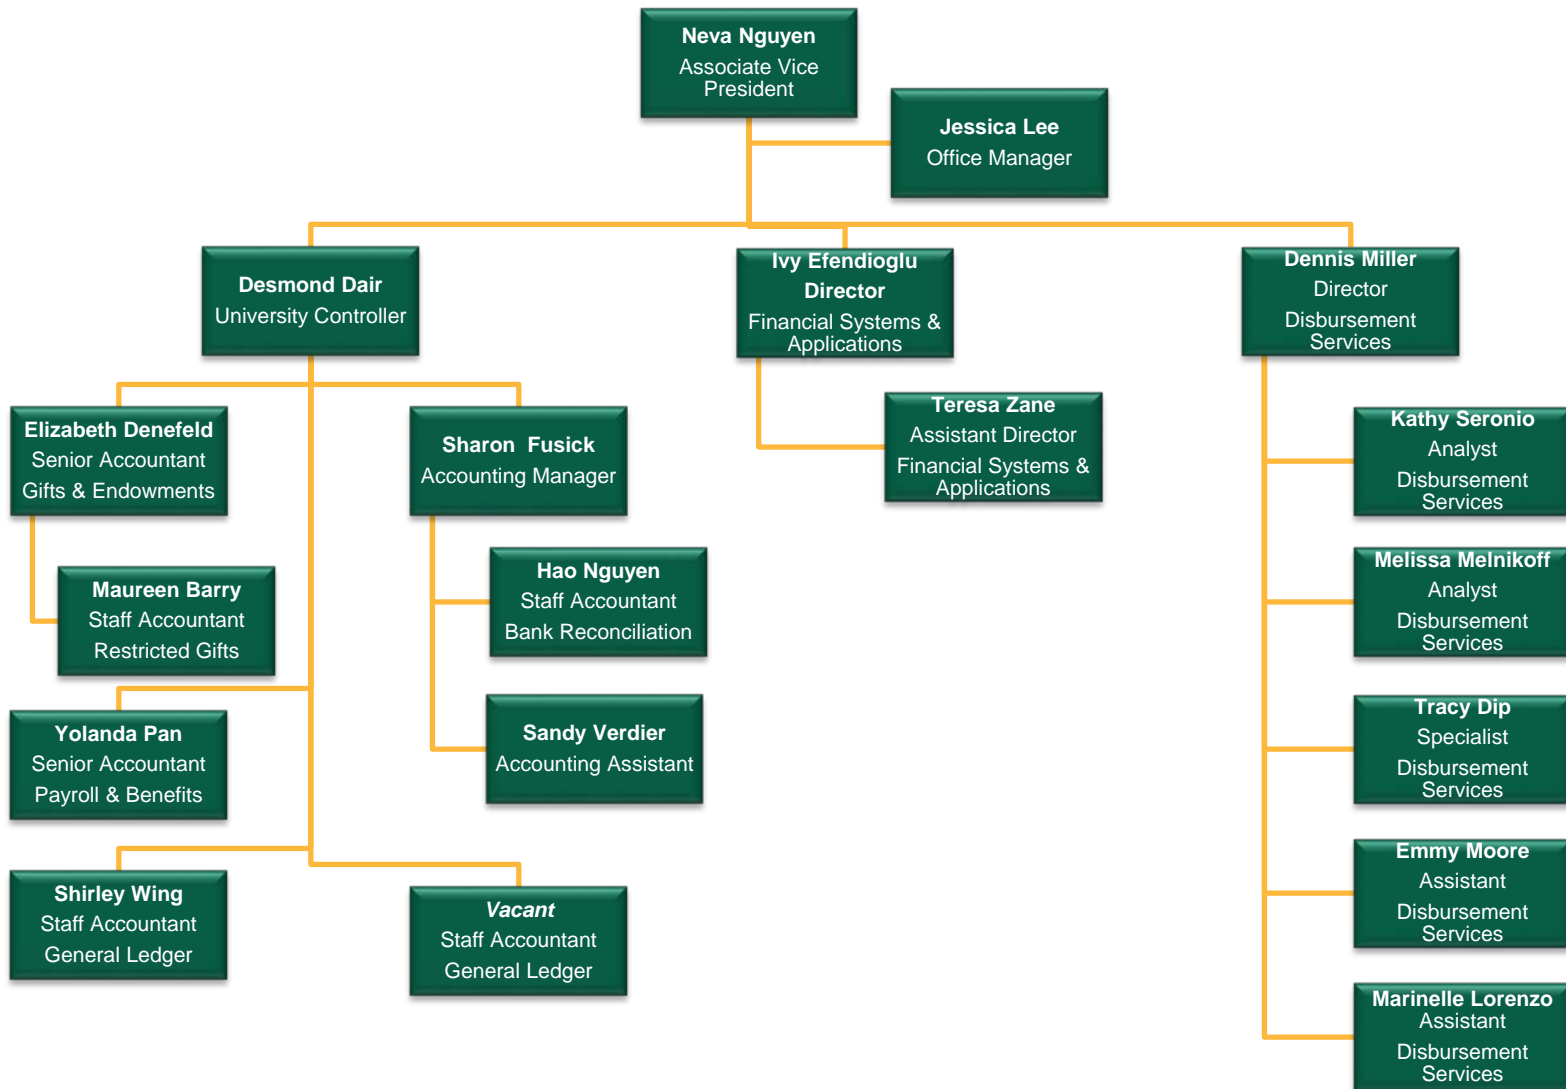 Neva Nguyen
Associate Vice
President
Jessica Lee
Office Manager
Desmond Dair
University Controller
Ivy Efendioglu
Director
Financial Systems &
Applications
Dennis Miller
Director
Disbursement
Services
Elizabeth Denefeld
Senior Accountant
Gifts & Endowments
Sharon  Fusick
Accounting Manager
Teresa Zane
Assistant Director
Financial Systems &
Applications
Kathy Seronio
Analyst
Disbursement
Services
Maureen Barry
Staff Accountant
Restricted Gifts
Hao Nguyen
Staff Accountant
Bank Reconciliation
Melissa Melnikoff
Analyst
Disbursement
Services
Yolanda Pan
Senior Accountant
Payroll & Benefits
Sandy Verdier
Accounting Assistant
Tracy Dip
Specialist
Disbursement
Services
Shirley Wing
Staff Accountant
General Ledger
Vacant
Staff Accountant
General Ledger
Emmy Moore
Assistant
Disbursement
Services
Marinelle Lorenzo
Assistant
Disbursement
Services